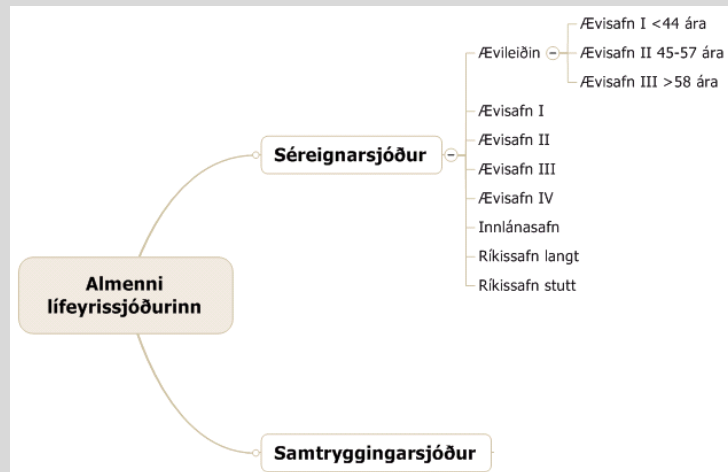 Ævisafn I <44 ára
Ævileiðin
Ævisafn II 45-57 ára
Ævisafn III >58 ára
Ævisafn I
Ævisafn II
Séreignarsjóður
Ævisafn III
Ævisafn IV
Innlánasafn
Ríkissafn langt
Ríkissafn stutt
Almenni
lífeyrissjóðurinn
Samtryggingarsjóður